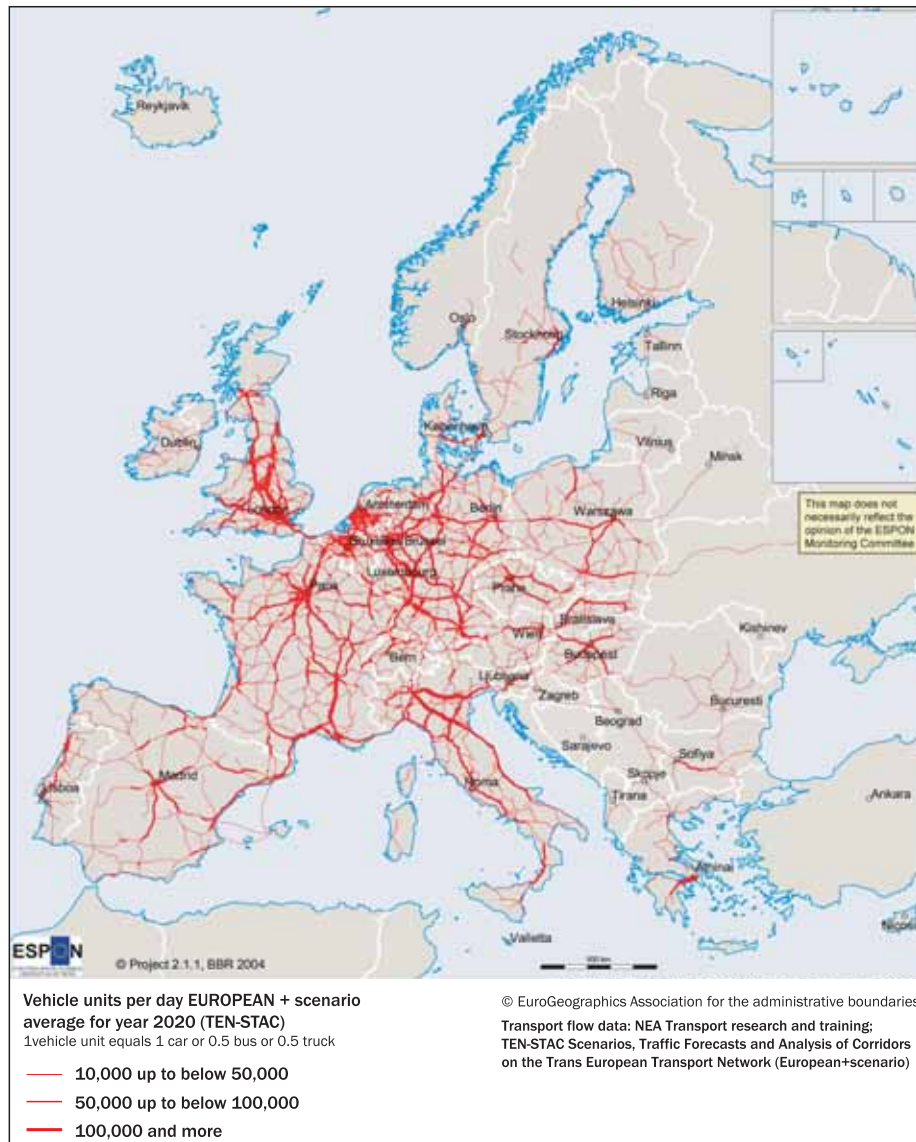 Reykjavik
Oslo
Helsinki
Stockholm
Tallinn
Riga
København
Vilnius
Minsk
Dublin
London
Amsterdam
Berlin
Warszawa
This map does not
necessarily reflect the
opinion of the ESPON
Monitoring Committee
Luxembourg
Paris
Praha
Bratislava
Wien
Kishinev
Bern
Budapest
Ljubljana
Zagreb
Bucuresti
Beograd
Sarajevo
Sofiya
Madrid
Roma
Skopje
Lisboa
Tirana
Ankara
Athinai
Valletta
ESPON
© Project 2.1.1, BBR 2004
Vehicle units per day EUROPEAN + scenario
average for year 2020 (TEN-STAC)
1vehicle unit equals 1 car or 0.5 bus or 0.5 truck
10,000 up to below 50,000
50,000 up to below 100,000
100,000 and more
© EuroGeographics Association for the administrative boundaries
Transport flow data: NEA Transport research and training;
TEN-STAC Scenarios, Traffic Forecasts and Analysis of Corridors
on the Trans European Transport Network (European+scenario)